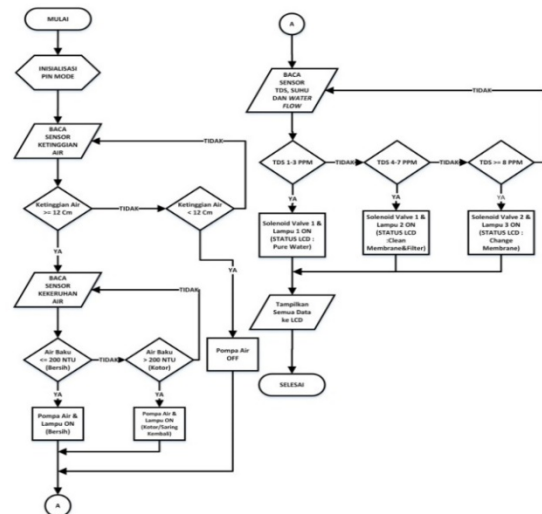 MULAI
INISIALISASI
PIN MODE
BACA
SENSOR
KETINGGIAN
AIR
TIDAK
Ketinggian Air
>= 12 Cm
TIDAK
Ketinggian Air
< 12 Cm
YA
YA
BACA
SENSOR
KEKERUHAN
AIR
TIDAK
Air Baku
<= 200 NTU
(Bersih)
TIDAK
Air Baku
> 200 NTU
(Kotor)
Pompa Air
OFF
YA
YA
Pompa Air &
Lampu ON
(Bersih)
Pompa Air &
Lampu ON
(Kotor/Saring
Kembali)
A
A
BACA
SENSOR
TDS, SUHU
DAN WATER
FLOW
TIDAK
TDS 1-3 PPM
TIDAK
TDS 4-7 PPM
TIDAK
TDS >= 8 PPM
YA
YA
YA
Solenoid Valve 1 &
Lampu 1 ON
(STATUS LCD :
Pure Water)
Solenoid Valve 1 &
Lampu 2 ON
(STATUS LCD
:Clean
Membrane&Filter)
Solenoid Valve 2 &
Lampu 3 ON
(STATUS LCD :
Change
Membrane)
Tampilkan
Semua Data
ke LCD
SELESAI